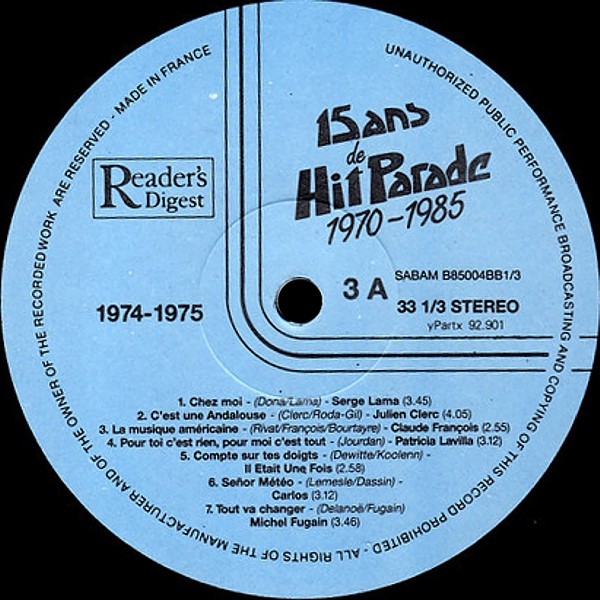 ALL RIGHTS OF THE MANUFACTURER AND OF THE OWNER OF THE RECORDED WORK ARE RESERVED - MADE IN FRANCE
UNAUTHORIZED PUBLIC PERFORMANCE BROADCASTING AND COPYING OF THIS RECORD PROHIBITED -
15 ans
de
Hit Parade
1970-1985
Reader's
Digest
3 A
SABAM B85004BB1/3
1974-1975
33 1/3 STEREO
yPartx 92.901
1. Chez moi - (Dona/Lama) - Serge Lama (3.45)
2. C'est une Andalouse - (Clerc/Roda-Gil) - Julien Clerc (4.05)
3. La musique américaine - (Rivat/François/Bourtayre) - Claude François (2.55)
4. Pour toi c'est rien, pour moi c'est tout - (Jourdan) - Patricia Lavilla (3.12)
5. Compte sur tes doigts - (Dewitte/Koolenn) -
Il Etait Une Fois (2.58)
6. Señor Météo - (Lemesle/Dassin) -
Carlos (3.12)
7. Tout va changer - (Delanoë/Fugain)
Michel Fugain (3.46)